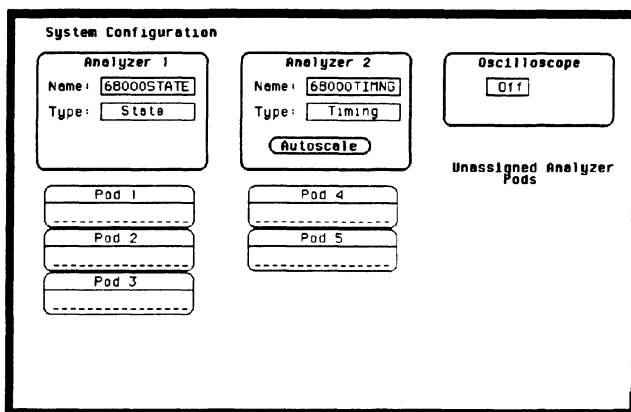 System Configuration
Analyzer 1
Name: 68000STATE
Type: State
Analyzer 2
Name: 68000TIMNG
Type: Timing
Autoscale
Oscilloscope
Off
Unassigned Analyzer
Pods
Pod 1
Pod 2
Pod 3
Pod 4
Pod 5